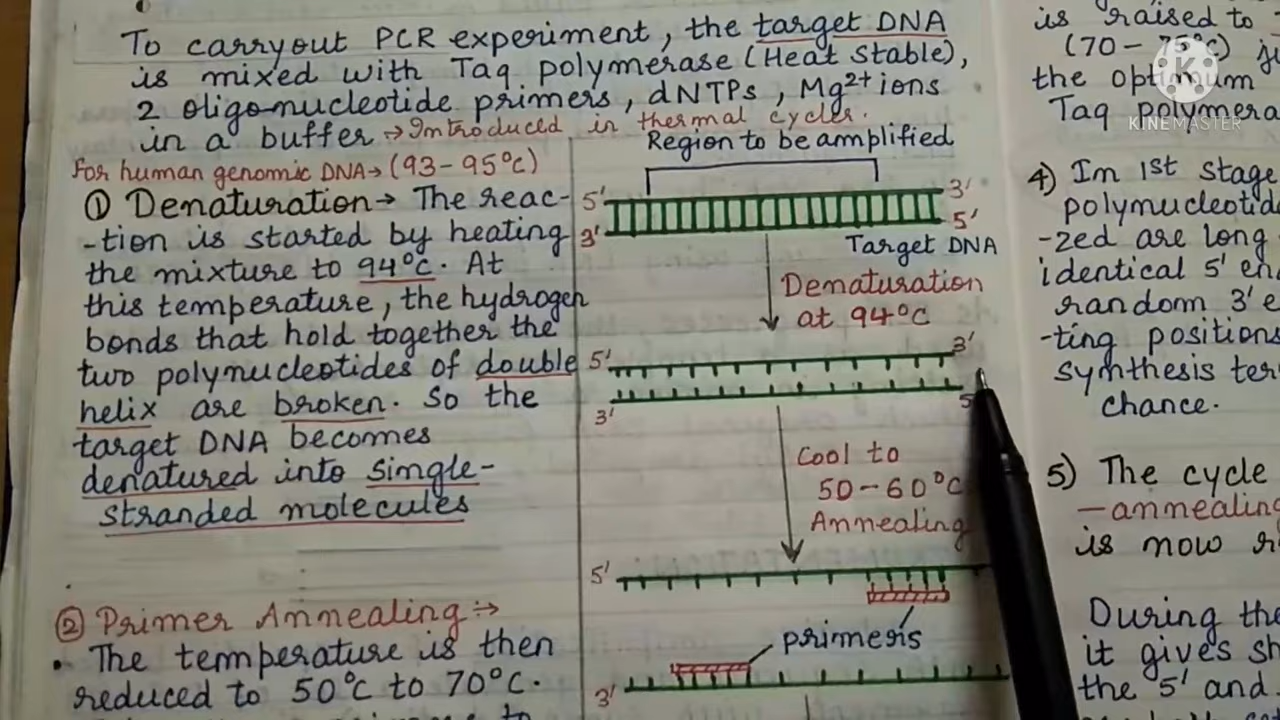 To carryout PCR experiment, the target DNA
is mixed with Taq polymerase (Heat Stable),
2 oligonucleotide primers, dNTPs, Mg2+ions
in a buffer → Introduced in thermal cycler.
For human genomic DNA → (93-95°C)
① Denaturation → The reac-
-tion is started by heating
the mixture to 94°C. At
this temperature, the hydrogen
bonds that hold together the
two polynucleotides of double
helix are broken. So the
target DNA becomes
denatured into single-
stranded molecules
② Primer Annealing →
• The temperature is then
reduced to 50°C to 70°C.
Region to be amplified
5' 3'
3' 5'
Target DNA
Denaturation
at 94°C
5' 3'
3' 5'
Cool to
50-60°C
Annealing
5'
primers
3'
is raised to
(70-75°C)
the optimum
Taq polymera
KINEMASTER
4) In 1st stage
polynucleotid
-zed are long
identical 5' en
random 3' e
-ting positions
synthesis ter
chance.
5) The cycle
-annealing
is now r
During the
it gives sh
the 5' and